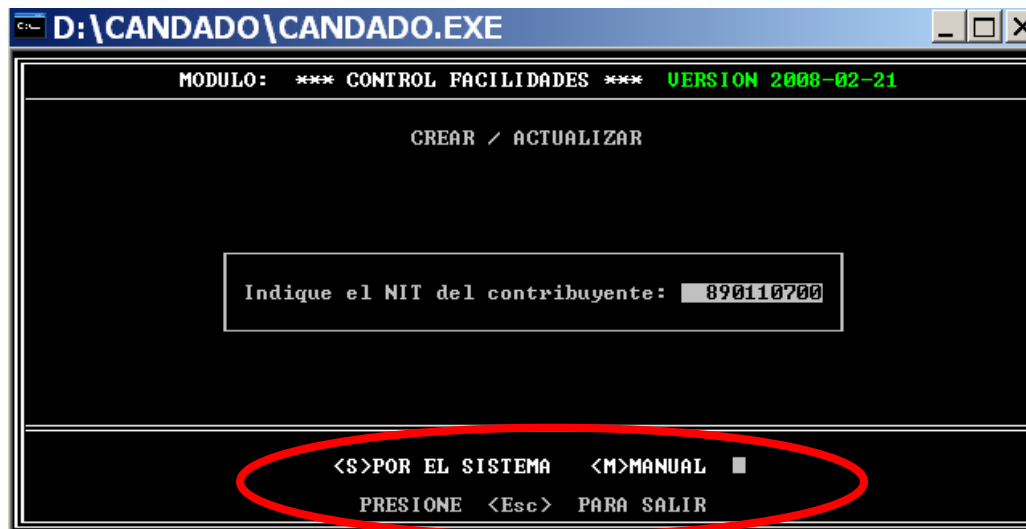 D:\CANDADO\CANDADO.EXE
MODULO: *** CONTROL FACILIDADES *** VERSION 2008-02-21
CREAR / ACTUALIZAR
Indique el NIT del contribuyente: 890110700
<S>POR EL SISTEMA <M>MANUAL
PRESIONE <Esc> PARA SALIR